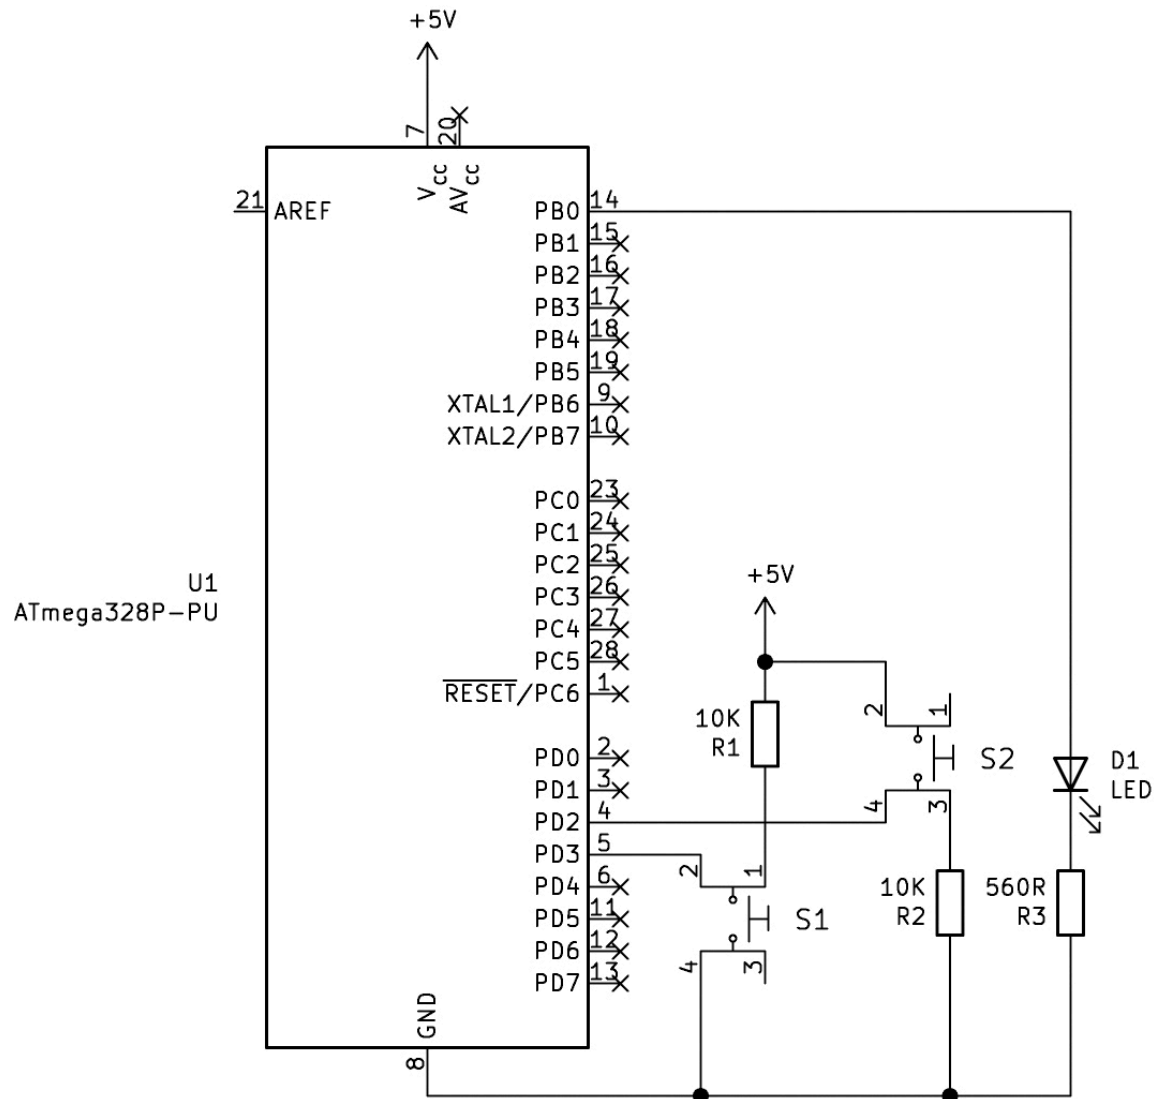 +5V
7
20
VCC
AVCC
21
AREF
PB0 14
PB1 15
PB2 16
PB3 17
PB4 18
PB5 19
XTAL1/PB6 9
XTAL2/PB7 10
PC0 23
PC1 24
PC2 25
PC3 26
PC4 27
PC5 28
RESET/PC6 1
PD0 2
PD1 3
PD2 4
PD3 5
PD4 6
PD5 11
PD6 12
PD7 13
GND
8
U1
ATmega328P-PU
+5V
10K
R1
2
1
S2
4
3
D1
LED
2
1
S1
4
3
10K
R2
560R
R3